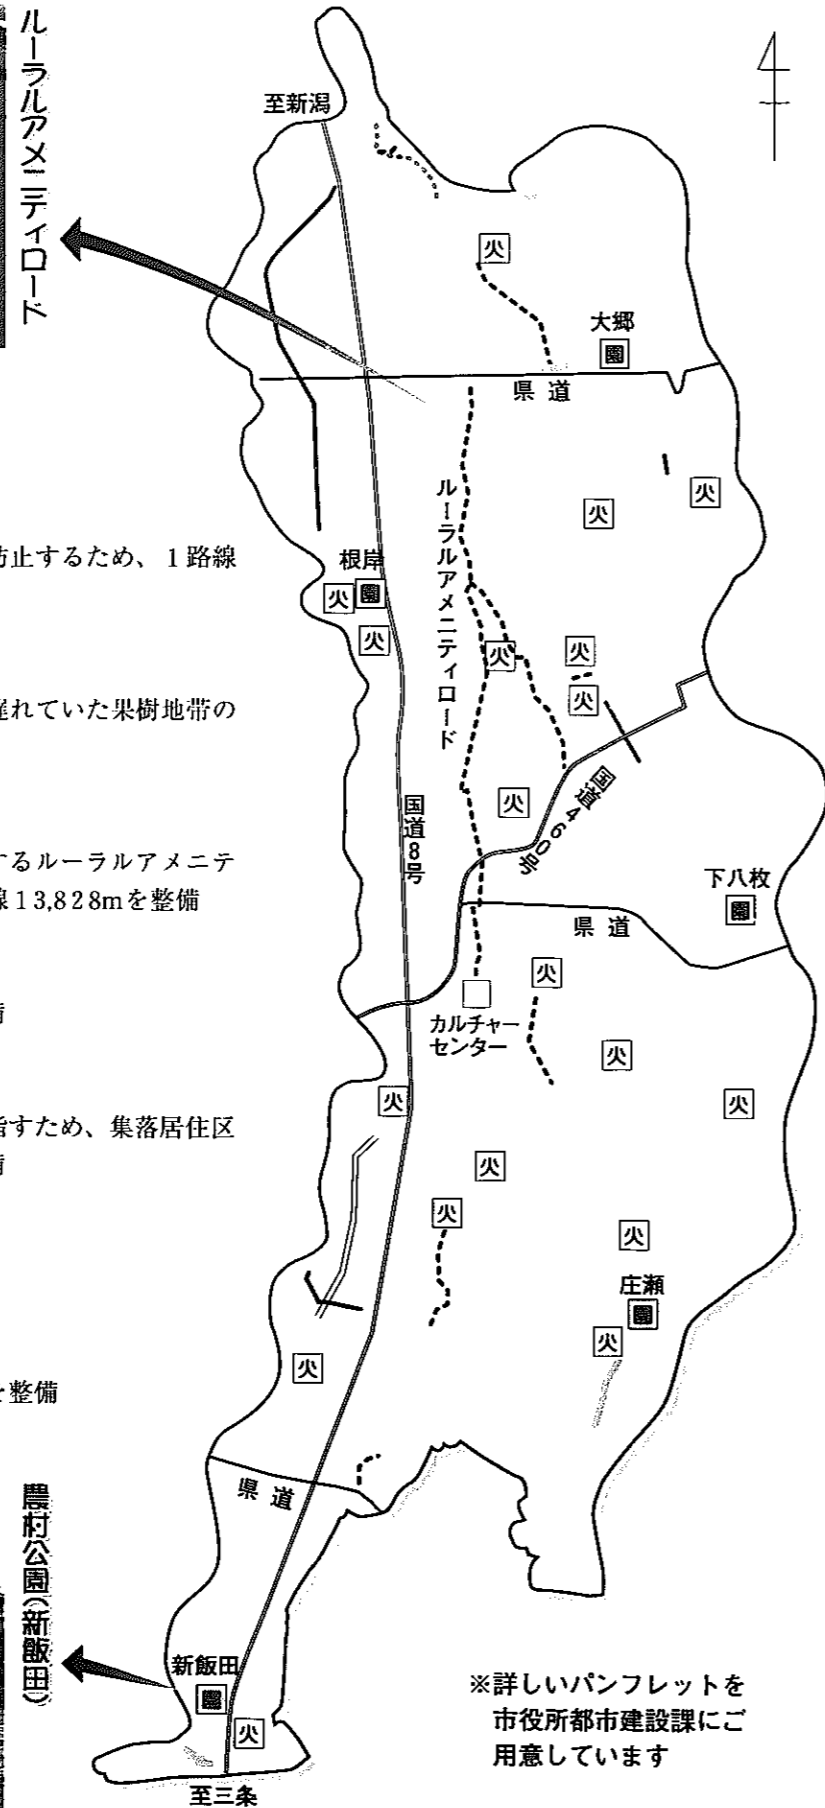 ルーラルアメニティロード
至新潟
火
大郷
園
県道
火
火
ルーラルアメニティロード
防止するため、1路線
根岸
火
園
火
火
火
火
遅れていた果樹地帯の
国道8号
火
国道460号
するルーラルアメニテ
線13,828mを整備
下八枚
園
県道
火
カルチャー
センター
備
火
火
火
指すため、集落居住区
備
火
火
火
庄瀬
園
火
火
を整備
県道
農村公園(新飯田)
新飯田
園
火
至三条
※詳しいパンフレットを
市役所都市建設課にご
用意しています